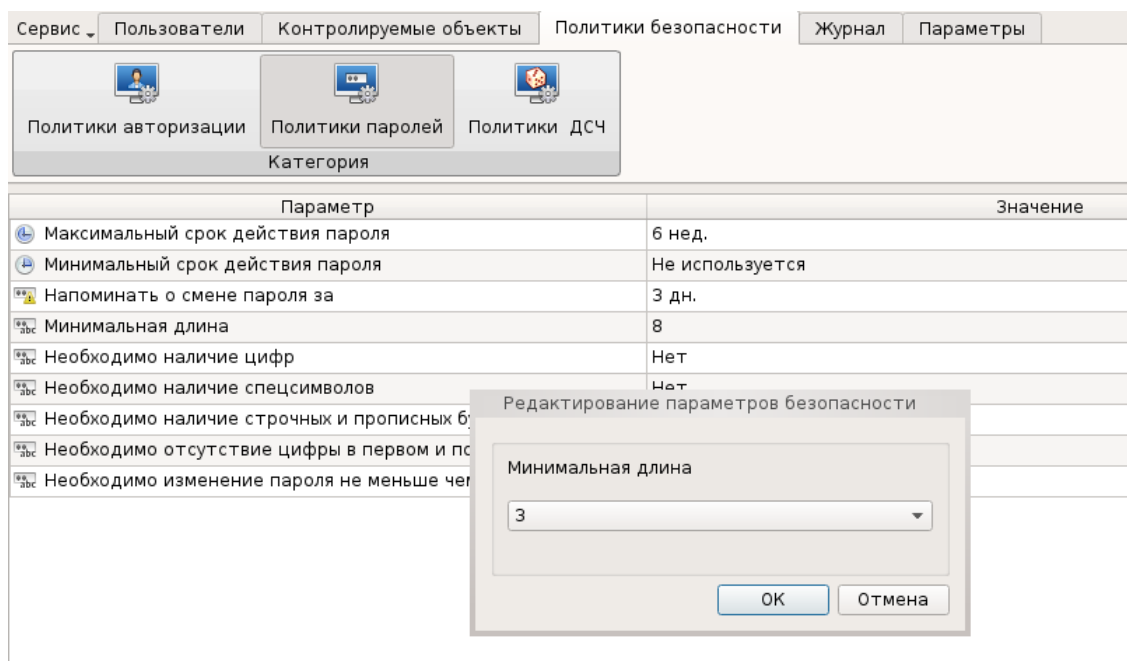 Сервис
Пользователи
Контролируемые объекты
Политики безопасности
Журнал
Параметры
Политики авторизации
Политики паролей
Политики ДСЧ
Категория
Параметр Значение
Максимальный срок действия пароля 6 нед.
Минимальный срок действия пароля Не используется
Напоминать о смене пароля за 3 дн.
Минимальная длина 8
Необходимо наличие цифр Нет
Необходимо наличие спецсимволов Нет
Необходимо наличие строчных и прописных
Необходимо отсутствие цифры в первом и
Необходимо изменение пароля не меньше
Редактирование параметров безопасности
Минимальная длина
3
OK
Отмена